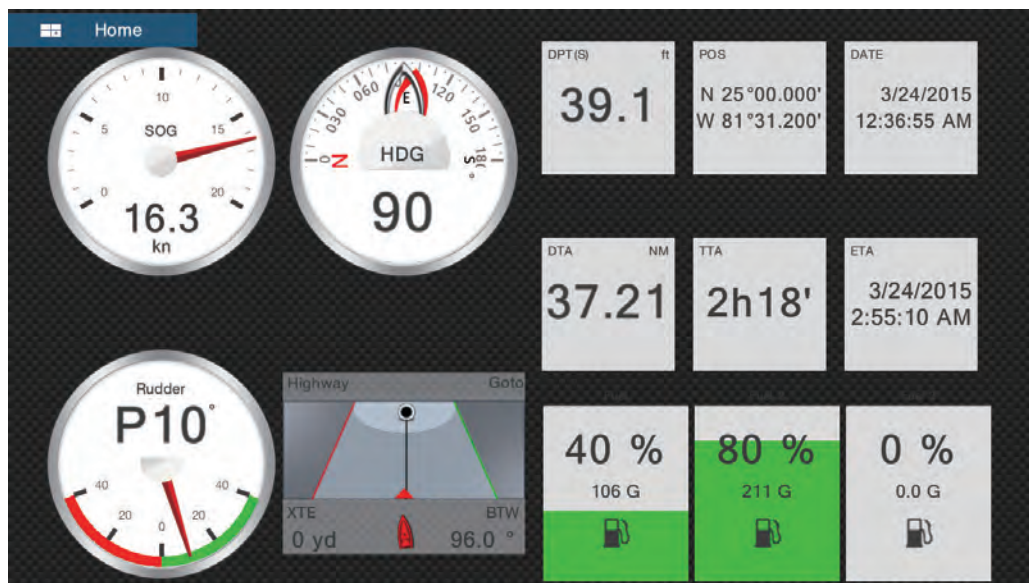 Home
10
5
SOG
15
0
20
16.3
kn
030
060
E
120
150
180
S
N
0
HDG
°
90
DPT(S) ft
39.1
POS
N 25°00.000'
W 81°31.200'
DATE
3/24/2015
12:36:55 AM
DTA NM
37.21
TTA
2h18'
ETA
3/24/2015
2:55:10 AM
Rudder
P10°
40 40
20 0 20
Highway Goto
XTE BTW
0 yd 96.0 °
40 %
106 G
80 %
211 G
0 %
0.0 G